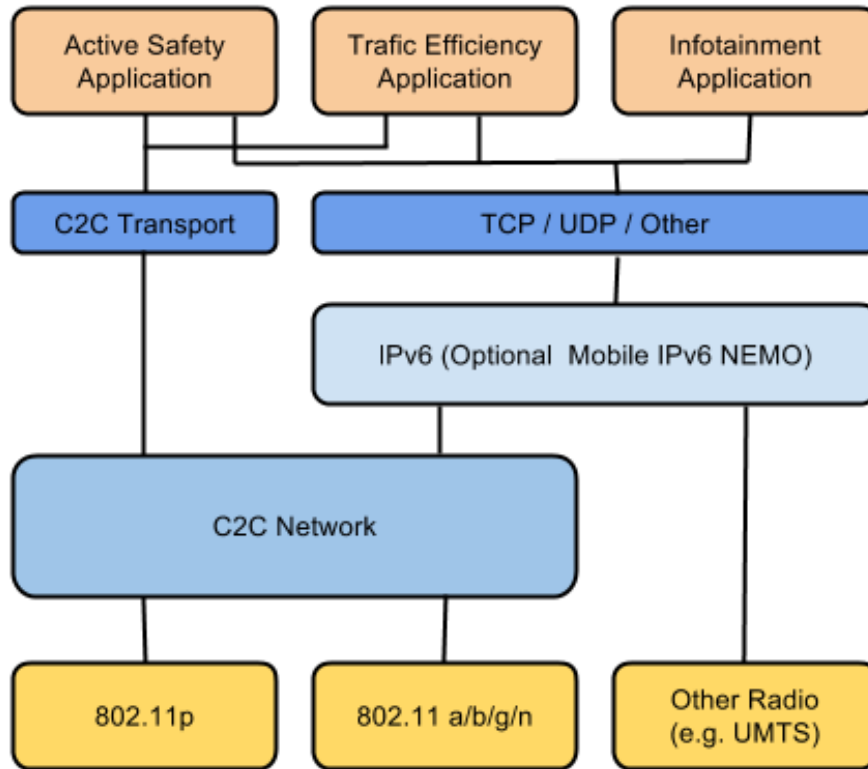 Active Safety
Application
Trafic Efficiency
Application
Infotainment
Application
C2C Transport
TCP / UDP / Other
IPv6 (Optional  Mobile IPv6 NEMO)
C2C Network
802.11p
802.11 a/b/g/n
Other Radio
(e.g. UMTS)